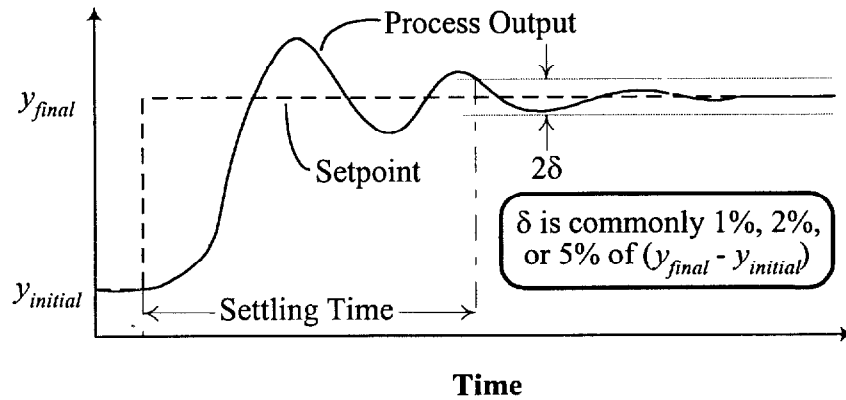 Process Output
y_final
Setpoint
2δ
δ is commonly 1%, 2%,
or 5% of (y_final - y_initial)
y_initial
Settling Time
Time